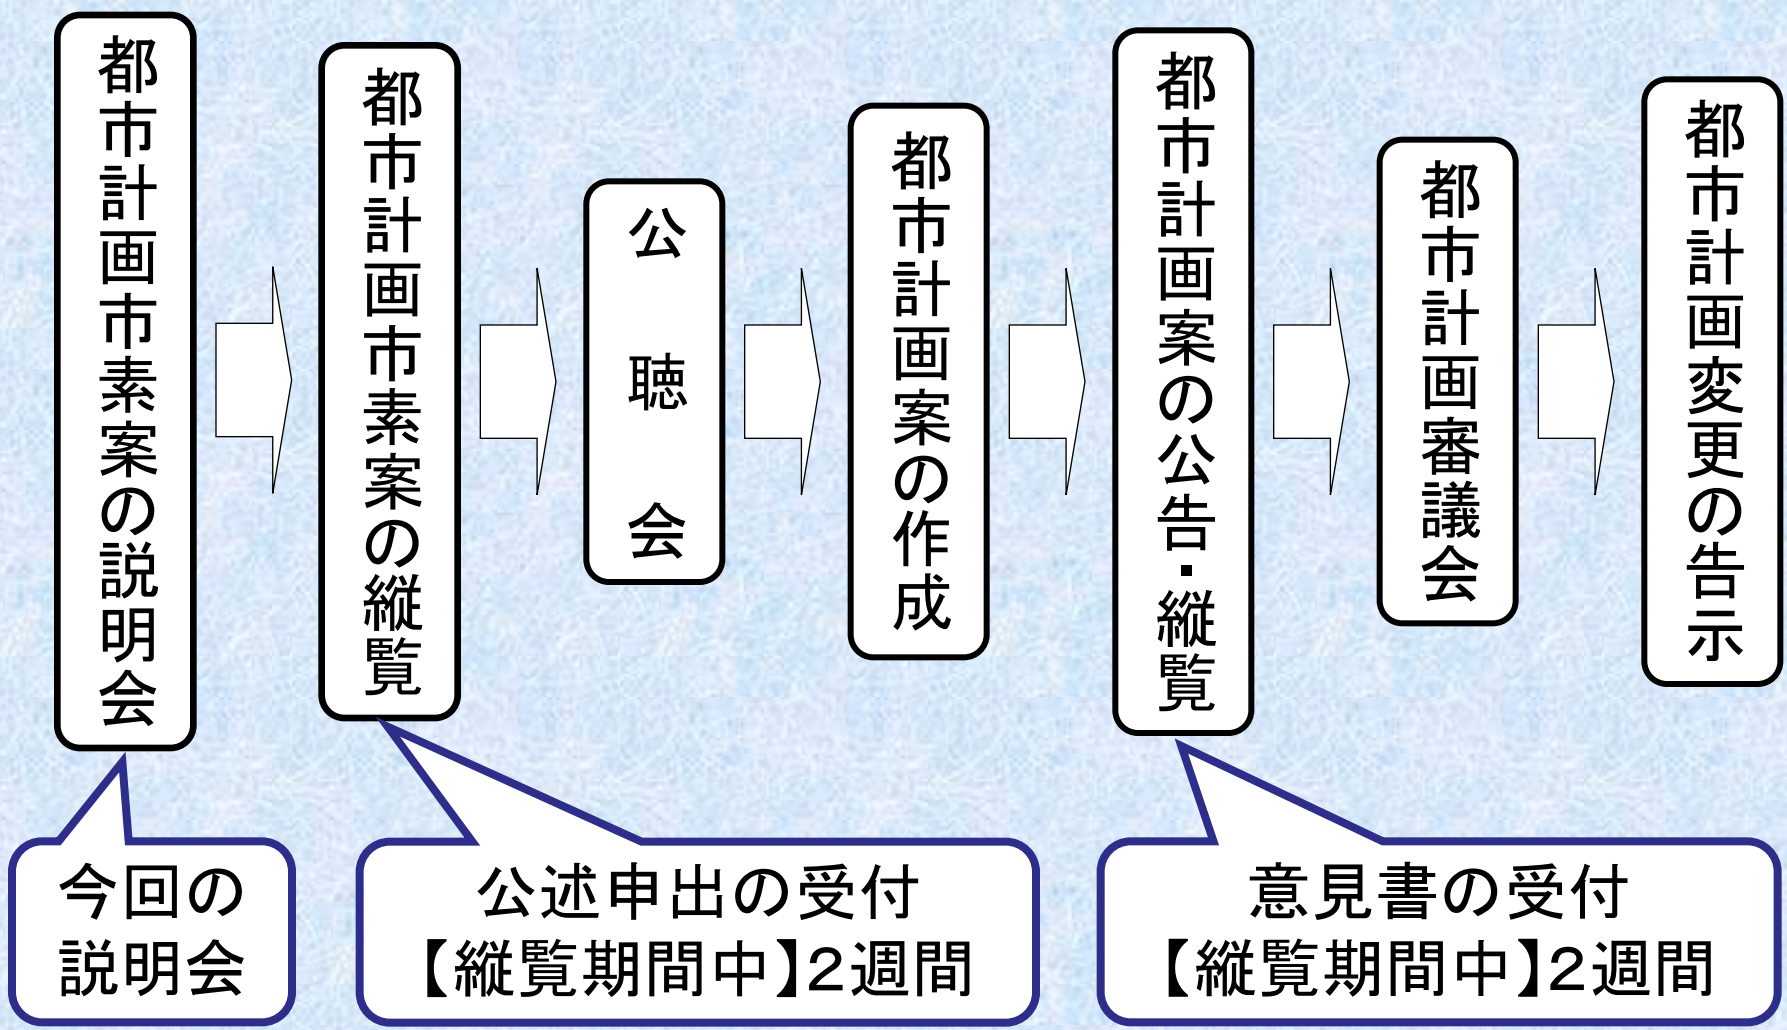 都市計画市素案の説明会
都市計画市素案の縦覧
公聴会
都市計画案の作成
都市計画案の公告・縦覧
都市計画審議会
都市計画変更の告示
今回の
説明会
公述申出の受付
【縦覧期間中】２週間
意見書の受付
【縦覧期間中】２週間